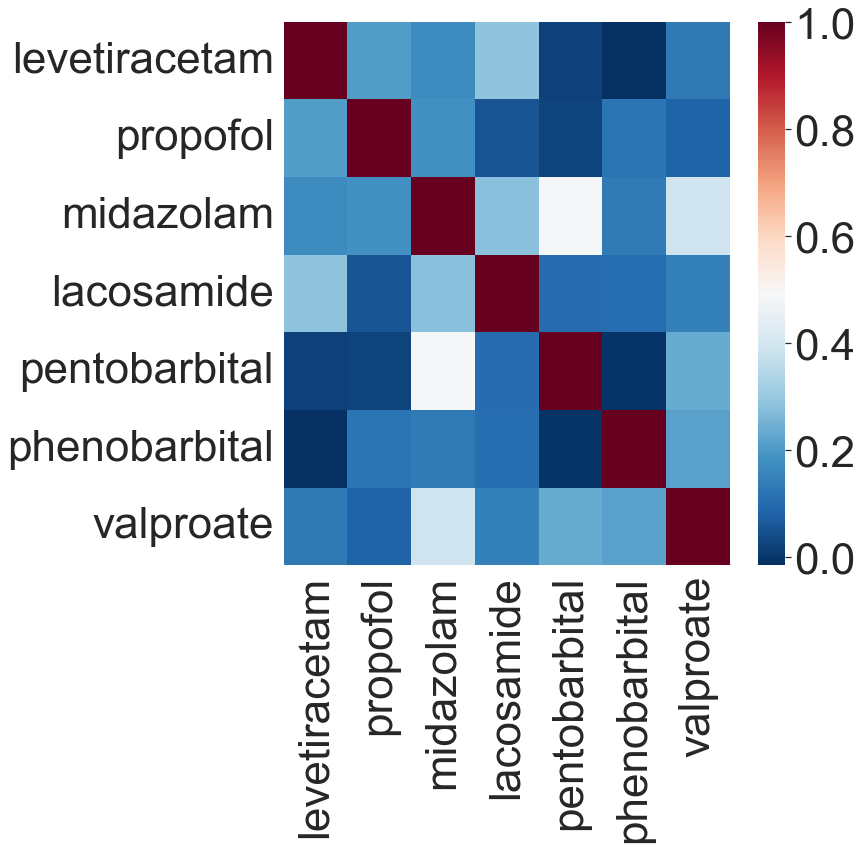 levetiracetam
propofol
midazolam
lacosamide
pentobarbital
phenobarbital
valproate
levetiracetam
propofol
midazolam
lacosamide
pentobarbital
phenobarbital
valproate
1.0
0.8
0.6
0.4
0.2
0.0